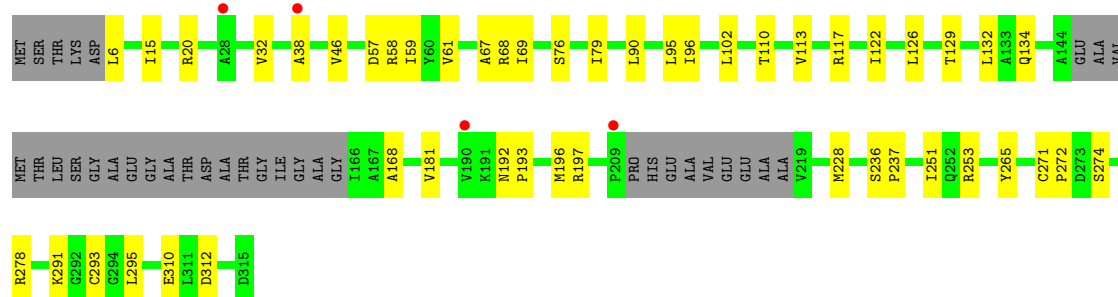 MET SER THR LYS ASP L6 I15 R20 A28 V32 A38 V46 D57 R58 I59 Y60 V61 A67 R68 I69 S76 I79 L90 L95 I96 L102 T110 V113 R117 I122 L126 T129 L132 A133 Q134 A144 GLU ALA VAL
MET THR LEU SER GLY ALA GLU GLY ALA THR ASP ALA THR GLY ILE GLY ALA GLY I166 A167 A168 V181 V190 K191 N192 P193 M196 R197 P209 PRO HIS GLU ALA VAL GLU GLU ALA ALA V219 M228 S236 P237 I251 Q252 R253 Y265 C271 P272 D273 S274
R278 K291 G292 C293 G294 L295 E310 L311 D312 D315